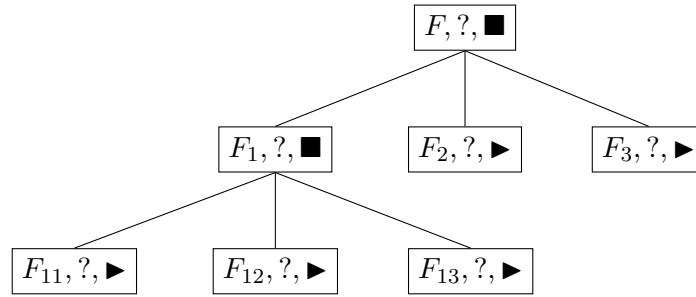 F, ?, ■
F₁, ?, ■
F₂, ?, ►
F₃, ?, ►
F₁₁, ?, ►
F₁₂, ?, ►
F₁₃, ?, ►